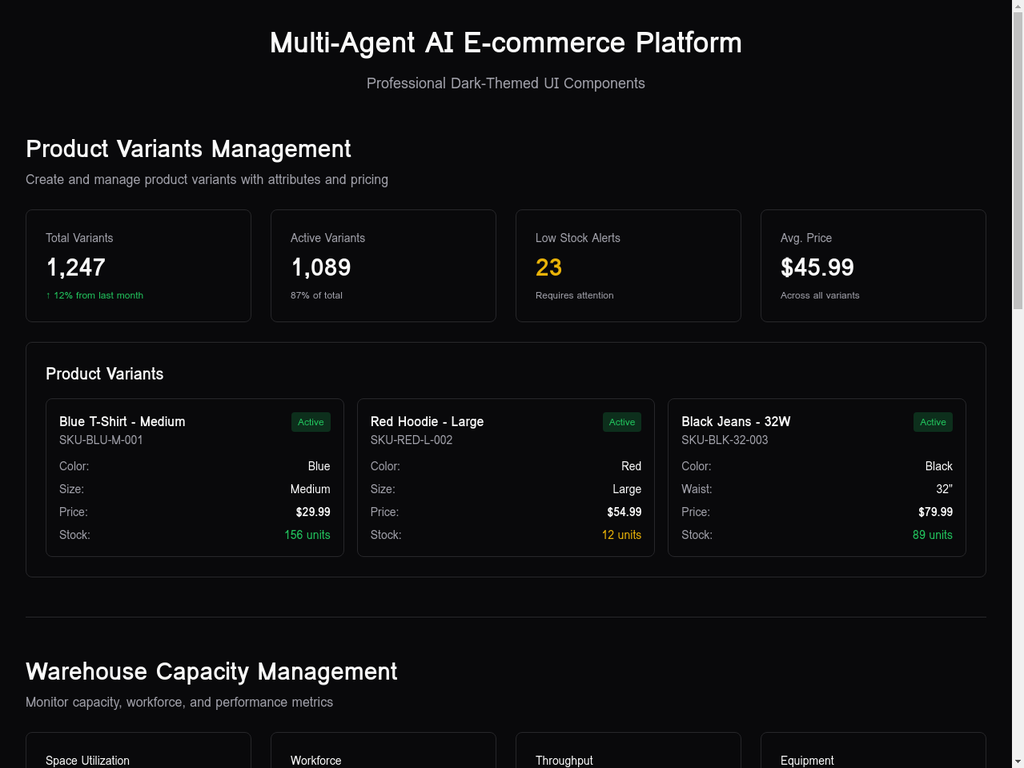 Multi-Agent AI E-commerce Platform
Professional Dark-Themed UI Components
Product Variants Management
Create and manage product variants with attributes and pricing
Total Variants
1,247
↑ 12% from last month
Active Variants
1,089
87% of total
Low Stock Alerts
23
Requires attention
Avg. Price
$45.99
Across all variants
Product Variants
Blue T-Shirt - Medium Active
SKU-BLU-M-001
Color: Blue
Size: Medium
Price: $29.99
Stock: 156 units
Red Hoodie - Large Active
SKU-RED-L-002
Color: Red
Size: Large
Price: $54.99
Stock: 12 units
Black Jeans - 32W Active
SKU-BLK-32-003
Color: Black
Waist: 32"
Price: $79.99
Stock: 89 units
Warehouse Capacity Management
Monitor capacity, workforce, and performance metrics
Space Utilization
Workforce
Throughput
Equipment